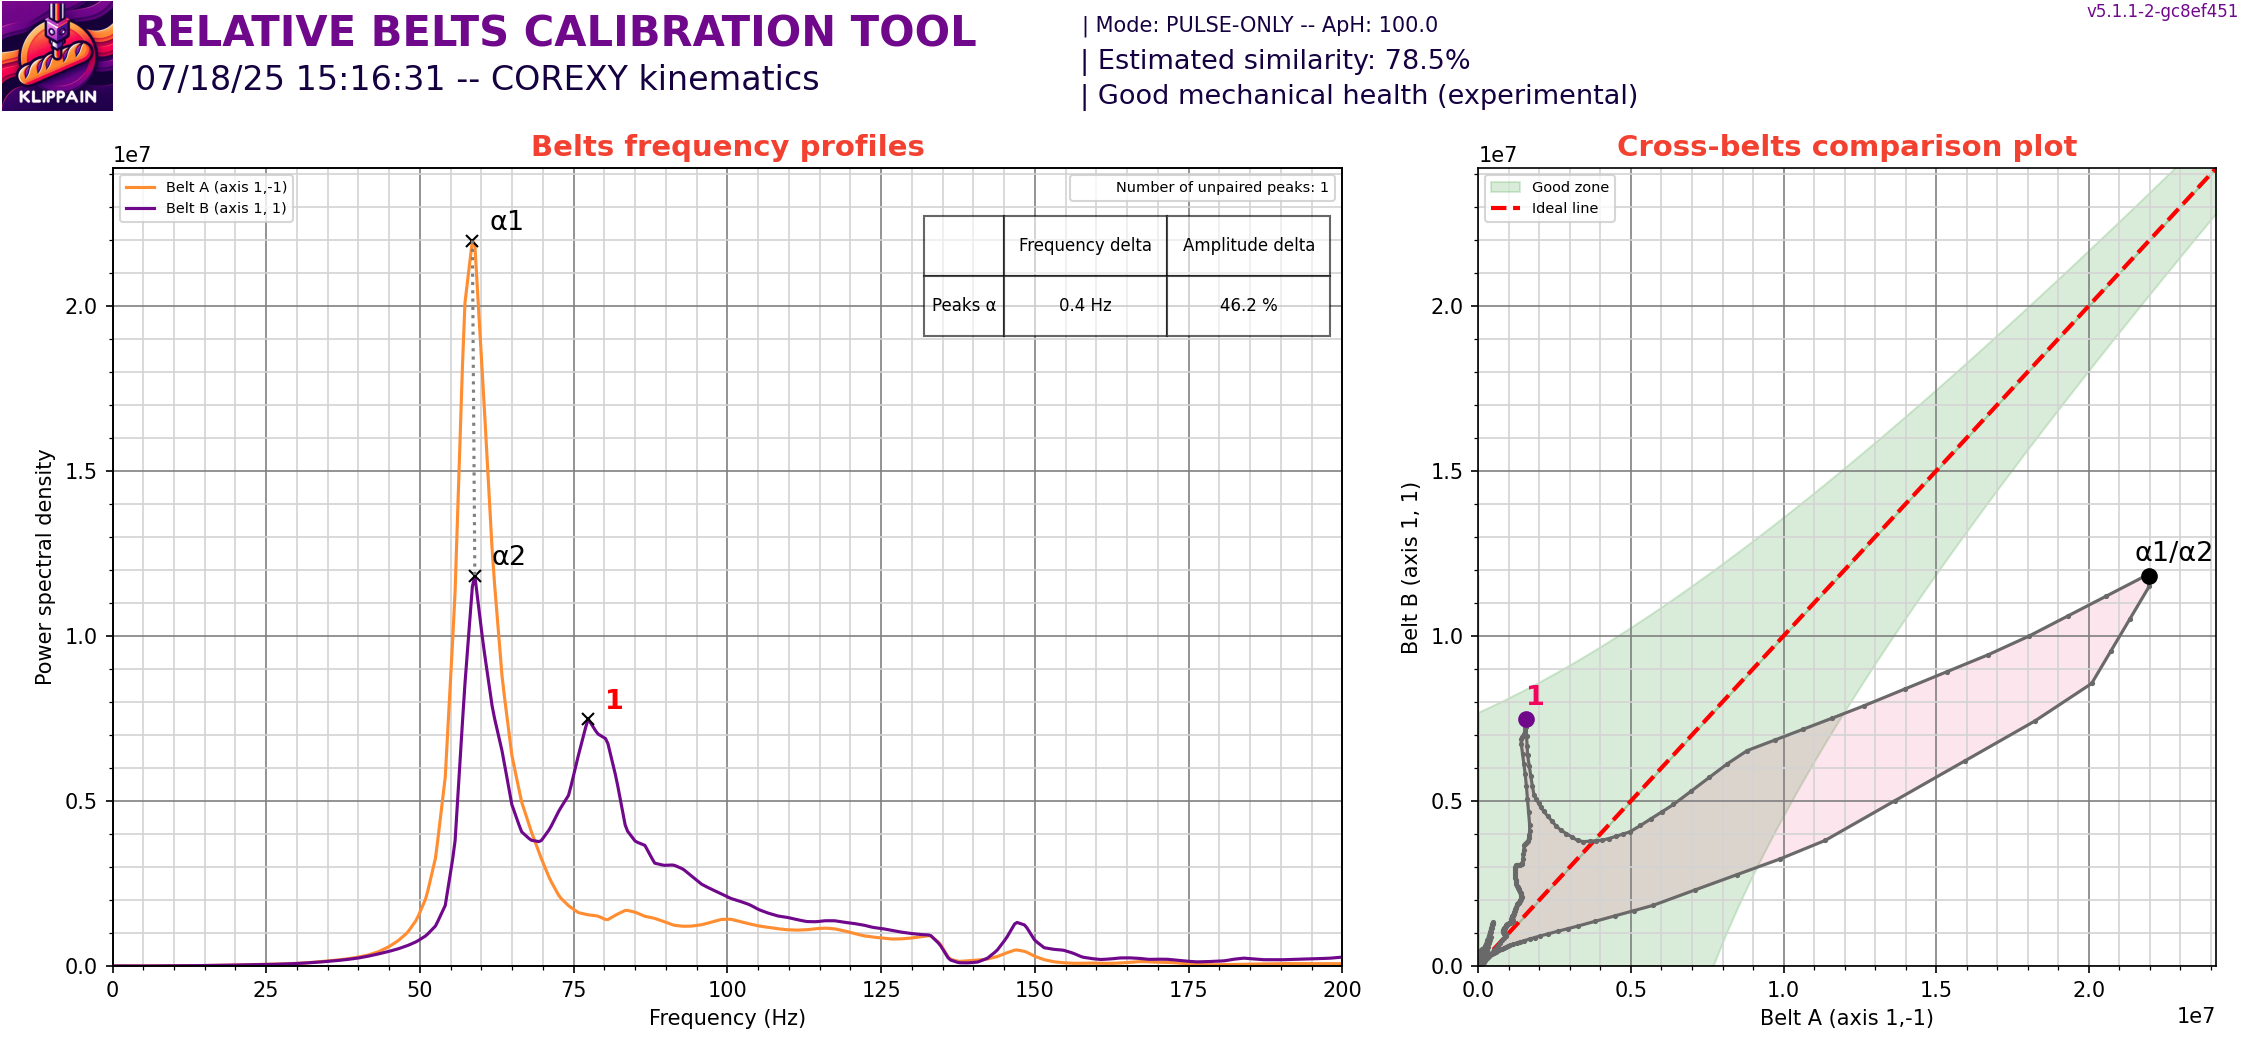 KLIPPAIN
RELATIVE BELTS CALIBRATION TOOL
07/18/25 15:16:31 -- COREXY kinematics
| Mode: PULSE-ONLY -- ApH: 100.0
| Estimated similarity: 78.5%
| Good mechanical health (experimental)
v5.1.1-2-gc8ef451
Belts frequency profiles
1e7
Belt A (axis 1,-1)
Belt B (axis 1, 1)
Number of unpaired peaks: 1
Frequency delta Amplitude delta
Peaks α 0.4 Hz 46.2 %
α1
α2
1
Power spectral density
2.0
1.5
1.0
0.5
0.0
0 25 50 75 100 125 150 175 200
Frequency (Hz)
Cross-belts comparison plot
1e7
Good zone
Ideal line
α1/α2
1
Belt B (axis 1, 1)
2.0
1.5
1.0
0.5
0.0
0.0 0.5 1.0 1.5 2.0
1e7
Belt A (axis 1,-1)